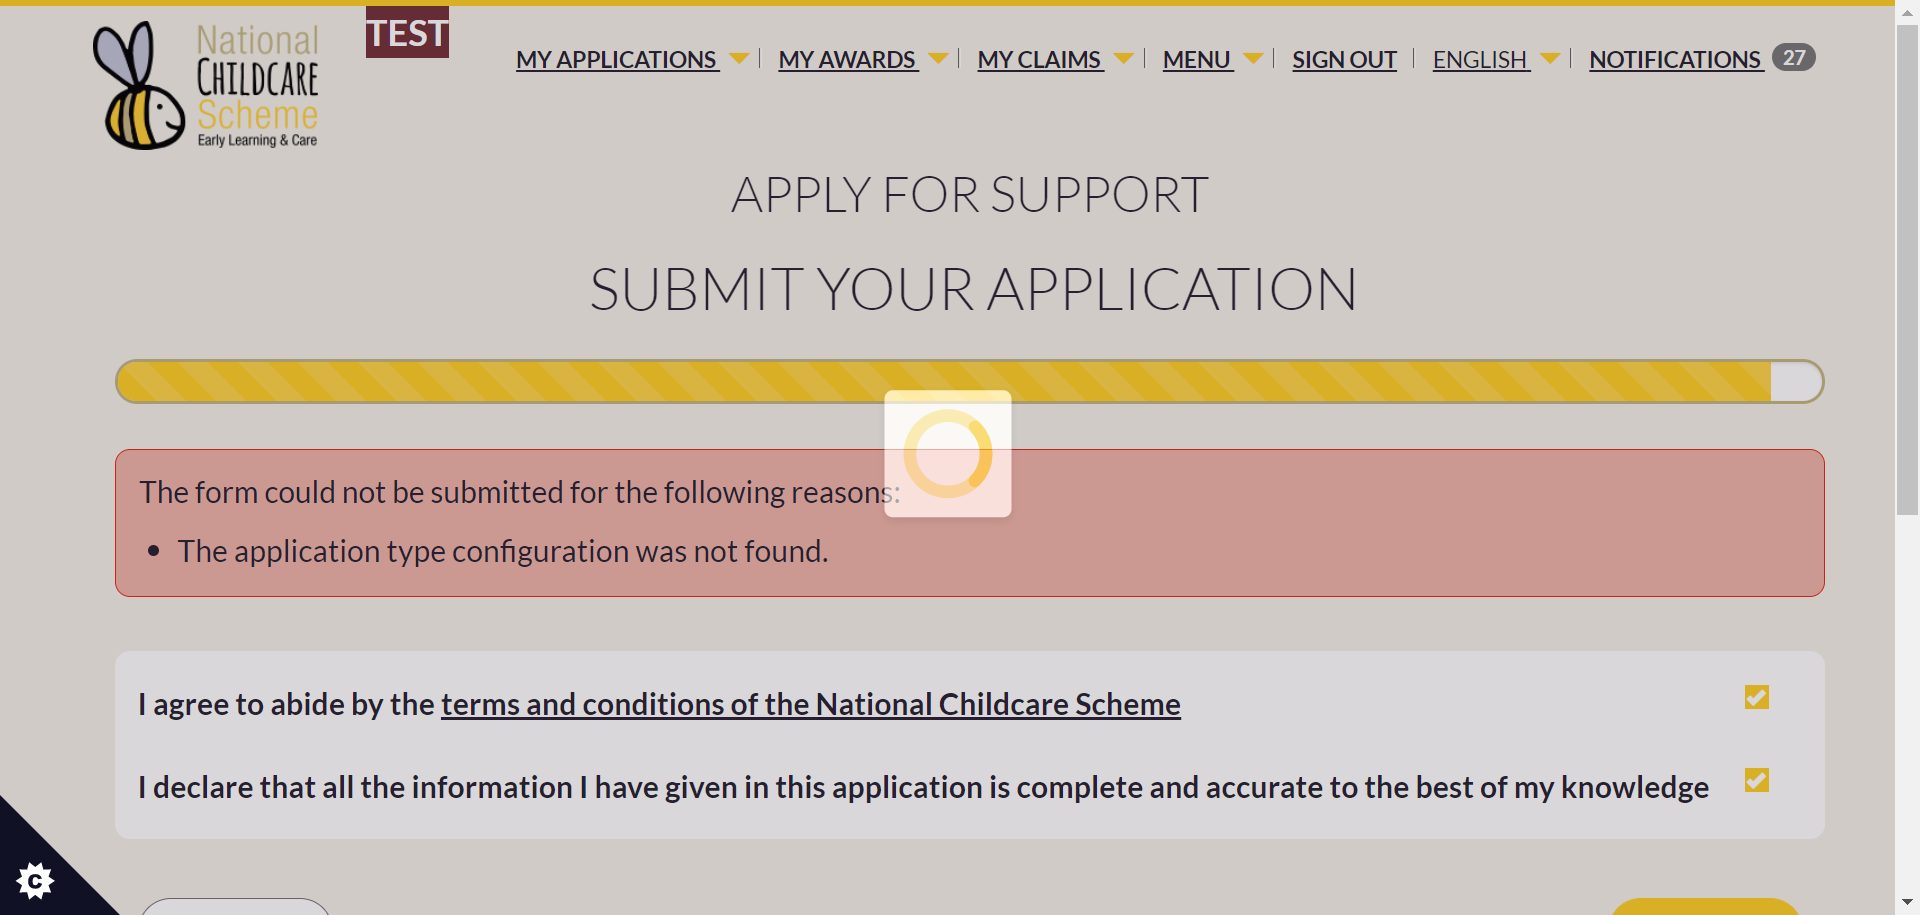 National
CHILDCARE
Scheme
Early Learning & Care
TEST
MY APPLICATIONS MY AWARDS MY CLAIMS MENU SIGN OUT ENGLISH NOTIFICATIONS 27
APPLY FOR SUPPORT
SUBMIT YOUR APPLICATION
The form could not be submitted for the following reasons:
• The application type configuration was not found.
I agree to abide by the terms and conditions of the National Childcare Scheme
I declare that all the information I have given in this application is complete and accurate to the best of my knowledge
C